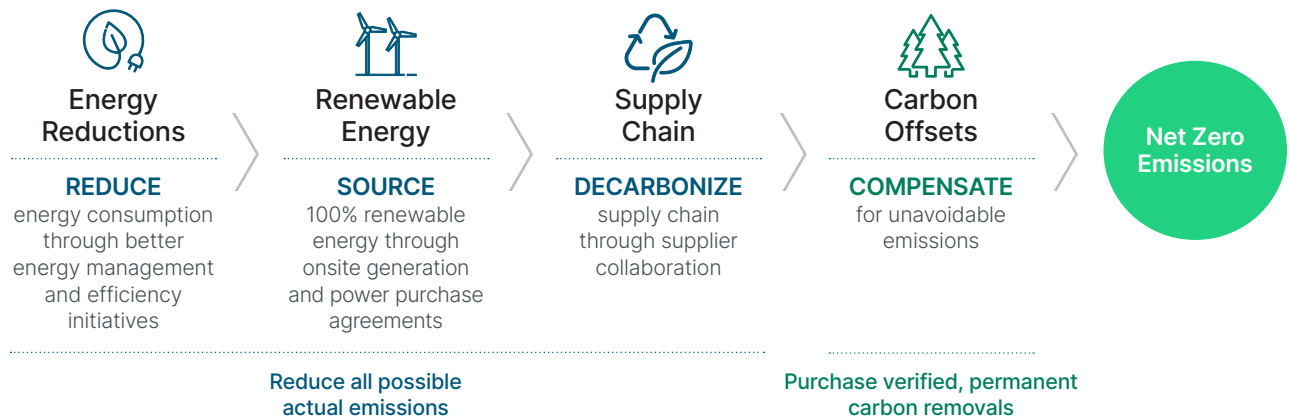 Energy
Reductions
REDUCE
energy consumption
through better
energy management
and efficiency
initiatives
Renewable
Energy
SOURCE
100% renewable
energy through
onsite generation
and power purchase
agreements
Supply
Chain
DECARBONIZE
supply chain
through supplier
collaboration
Carbon
Offsets
COMPENSATE
for unavoidable
emissions
Net Zero
Emissions
Reduce all possible
actual emissions
Purchase verified, permanent
carbon removals